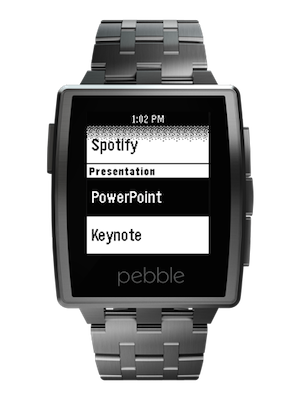 1:02 PM
Spotify
Presentation
PowerPoint
Keynote
pebble